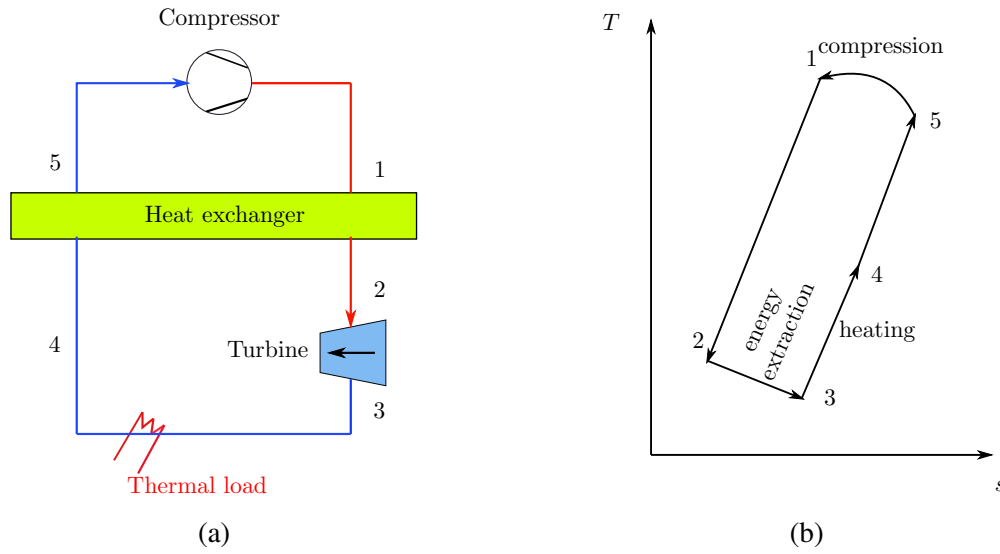 Compressor
5
1
Heat exchanger
2
4
Turbine
3
Thermal load
(a)
T
compression
1
5
energy
extraction
4
2
heating
3
s
(b)